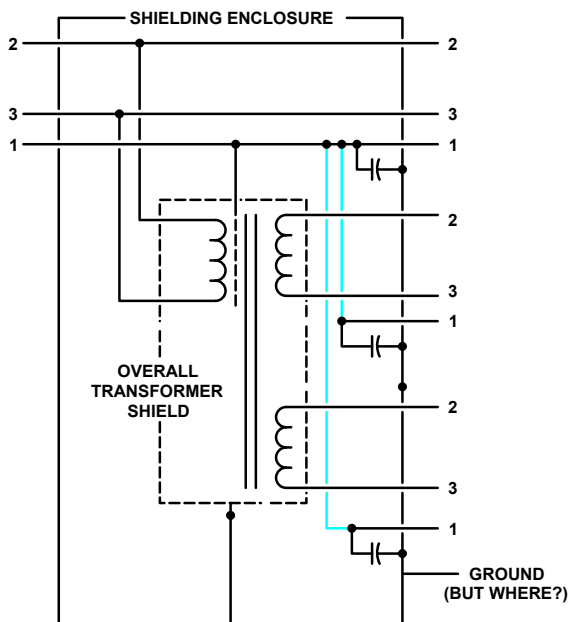 SHIELDING ENCLOSURE
2
2
3
3
1
1
2
3
1
OVERALL
TRANSFORMER
SHIELD
2
3
1
GROUND
(BUT WHERE?)